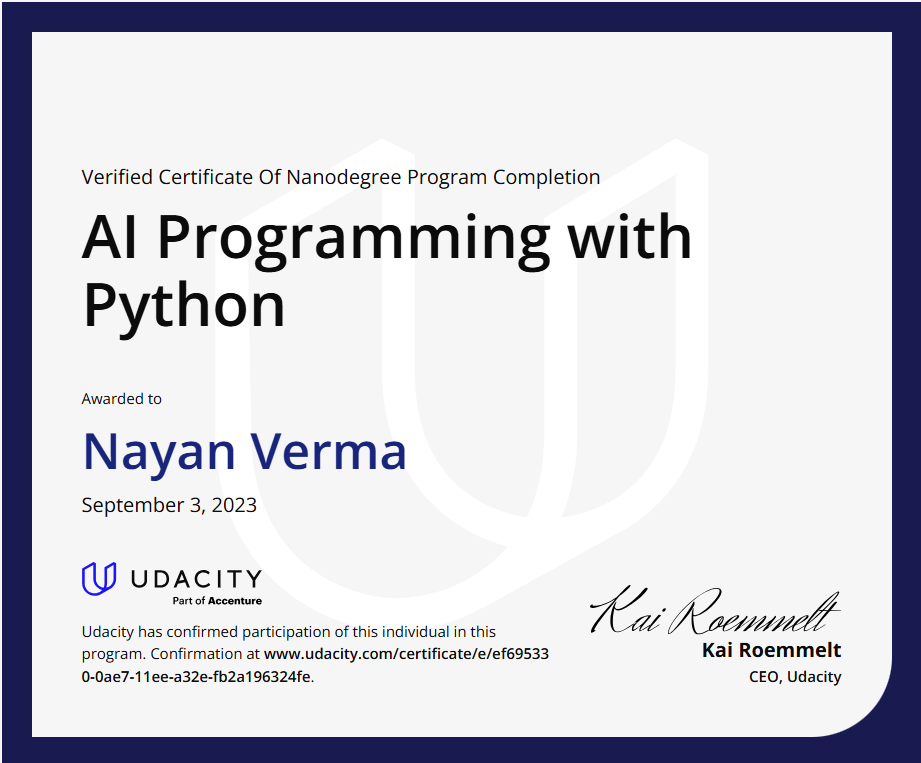 Verified Certificate Of Nanodegree Program Completion
AI Programming with
Python
Awarded to
Nayan Verma
September 3, 2023
UDACITY
Part of Accenture
Udacity has confirmed participation of this individual in this
program. Confirmation at www.udacity.com/certificate/e/ef69533
0-0ae7-11ee-a32e-fb2a196324fe.
Kai Roemmelt
Kai Roemmelt
CEO, Udacity